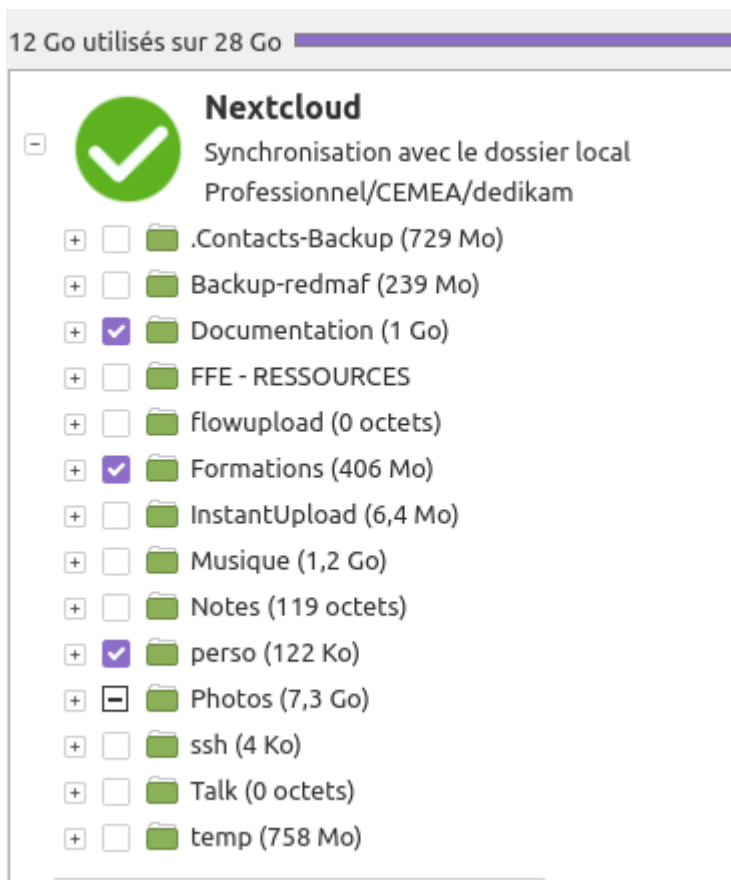 12 Go utilisés sur 28 Go
Nextcloud
Synchronisation avec le dossier local
Professionnel/CEMEA/dedikam
.Contacts-Backup (729 Mo)
Backup-redmaf (239 Mo)
Documentation (1 Go)
FFE - RESSOURCES
flowupload (0 octets)
Formations (406 Mo)
InstantUpload (6,4 Mo)
Musique (1,2 Go)
Notes (119 octets)
perso (122 Ko)
Photos (7,3 Go)
ssh (4 Ko)
Talk (0 octets)
temp (758 Mo)